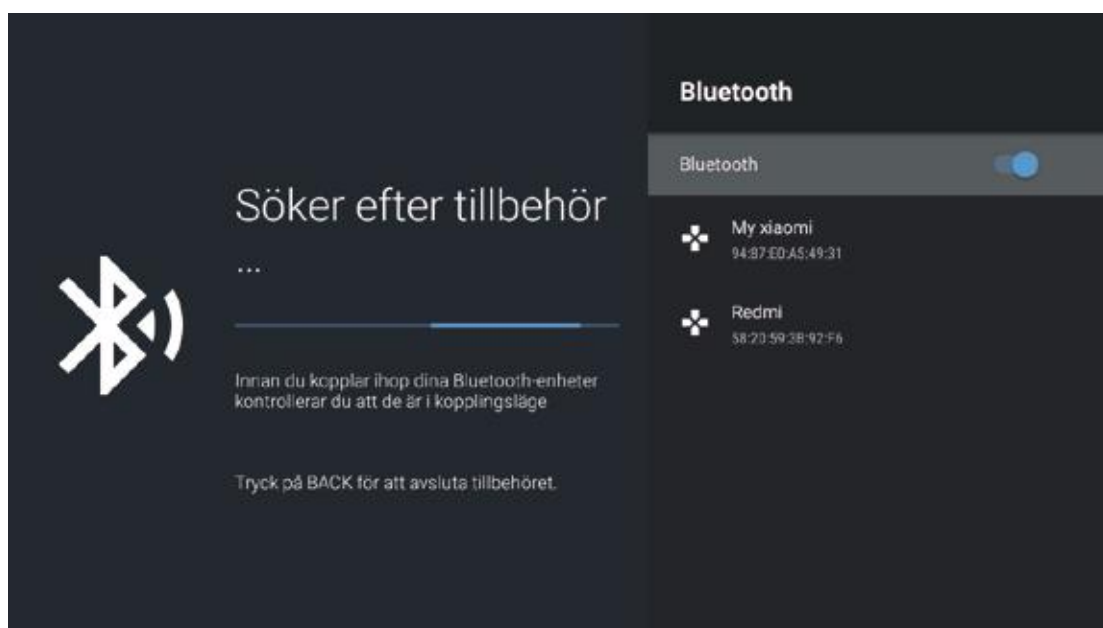 Söker efter tillbehör
...
Innan du kopplar ihop dina Bluetooth-enheter
kontrollerar du att de är i kopplingsläge
Tryck på BACK för att avsluta tillbehöret.
Bluetooth
Bluetooth
My xiaomi
94:87:E0:A5:49:31
Redmi
58:20:59:3B:92:F6